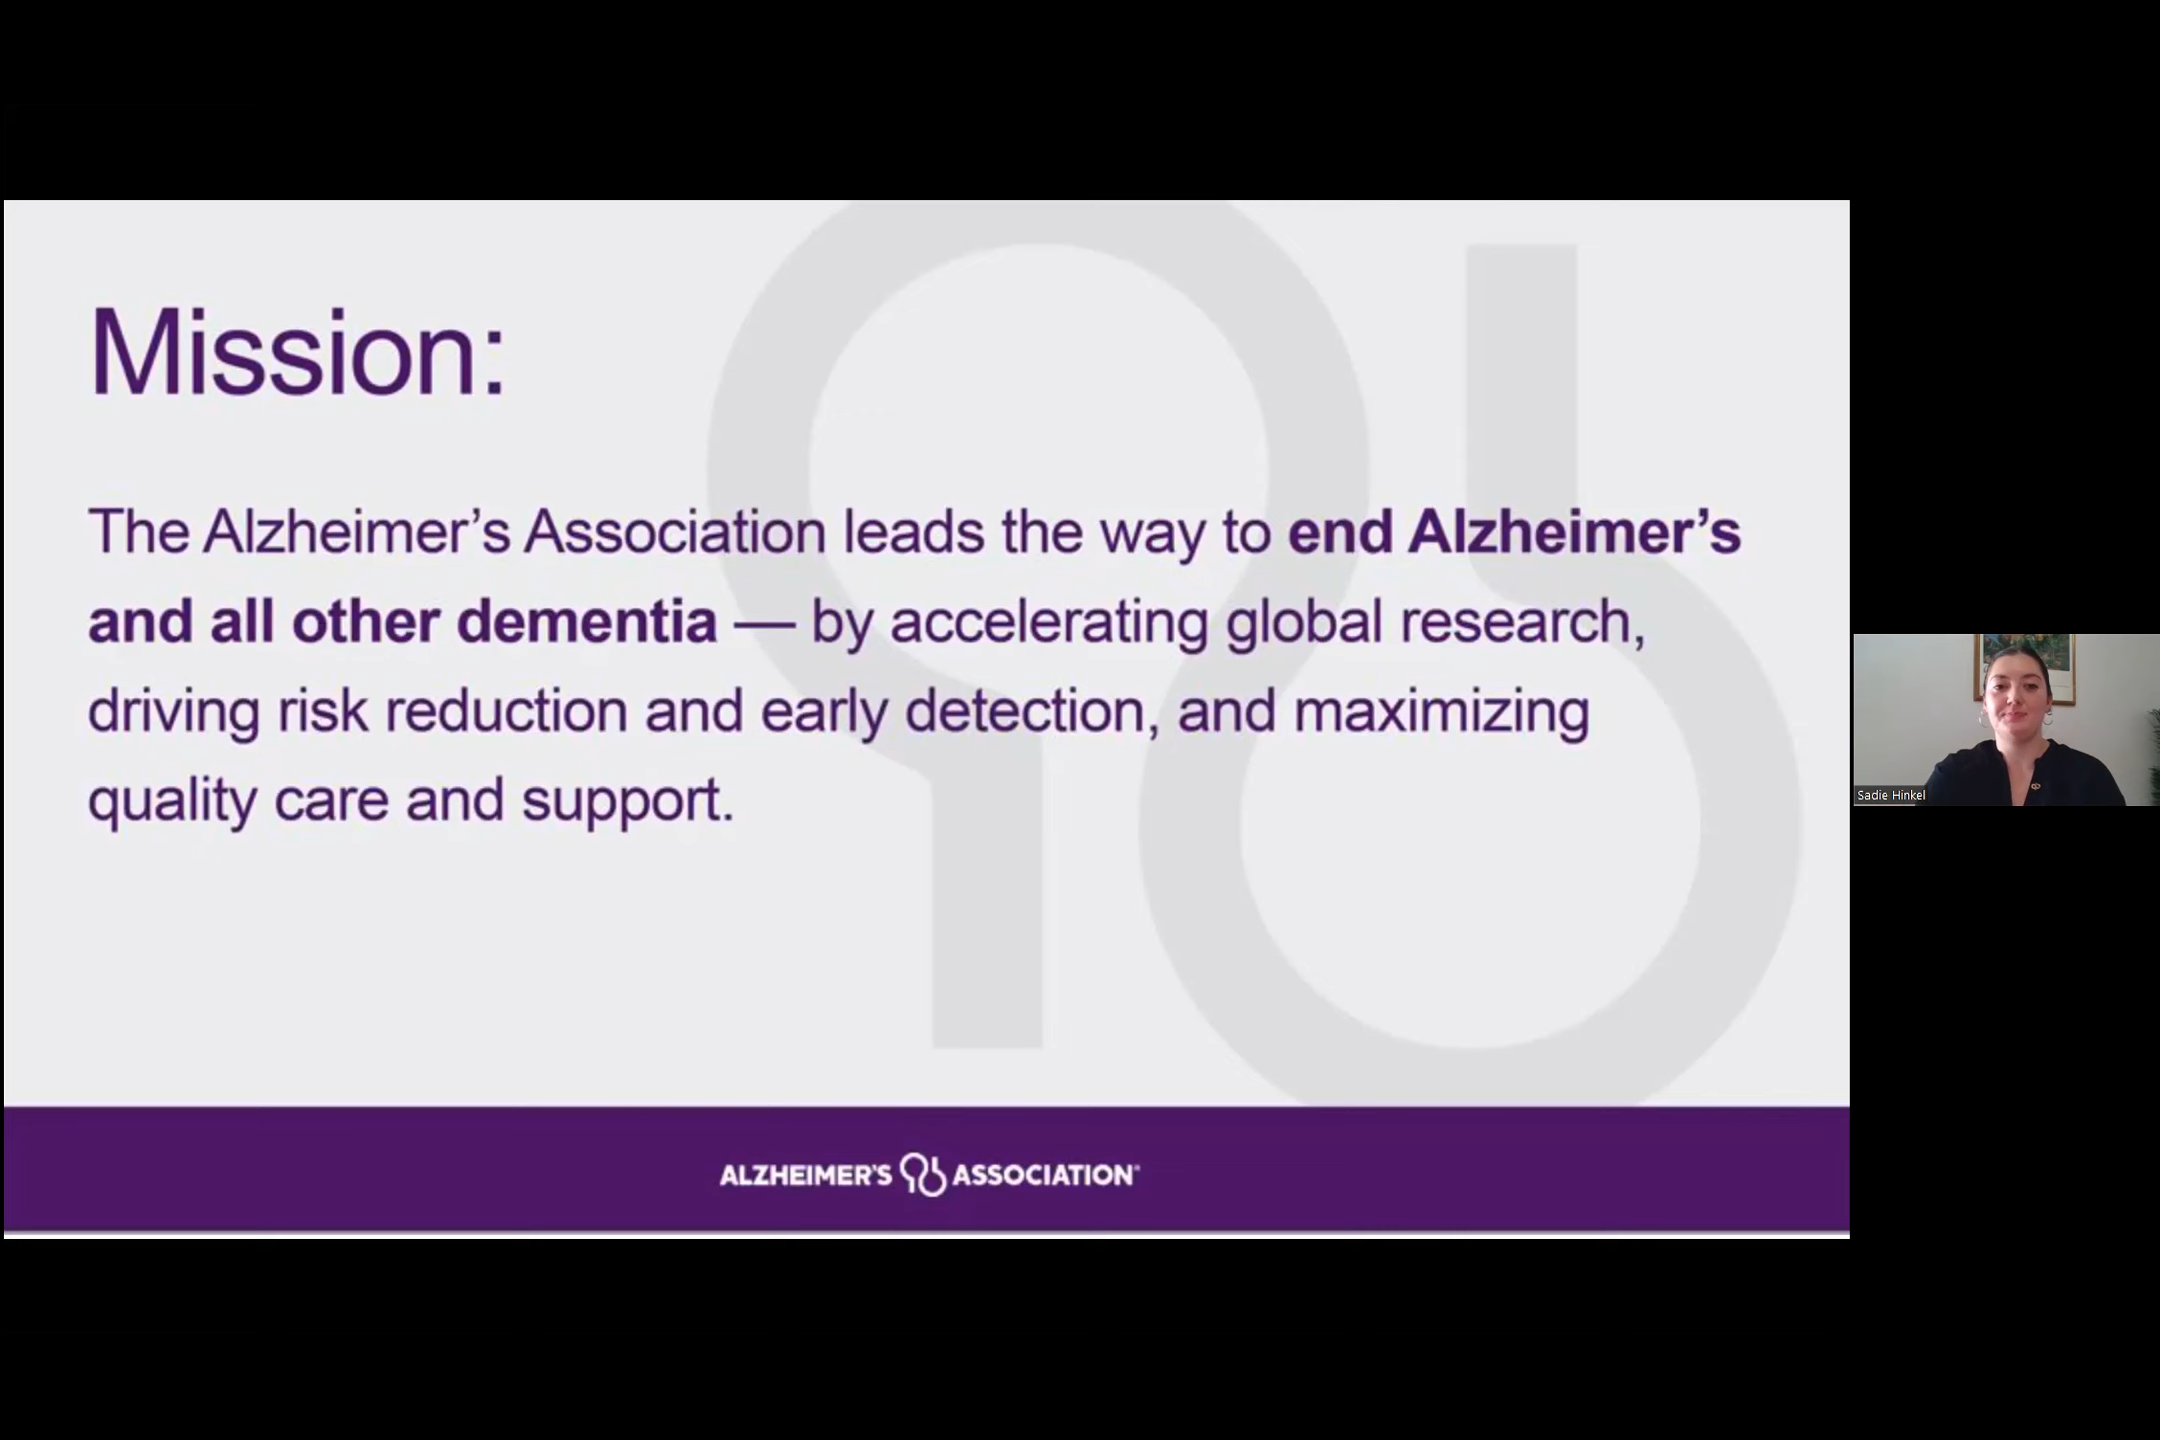 Mission:
The Alzheimer’s Association leads the way to end Alzheimer’s
and all other dementia — by accelerating global research,
driving risk reduction and early detection, and maximizing
quality care and support.
ALZHEIMER'S ASSOCIATION®
Sadie Hinkel